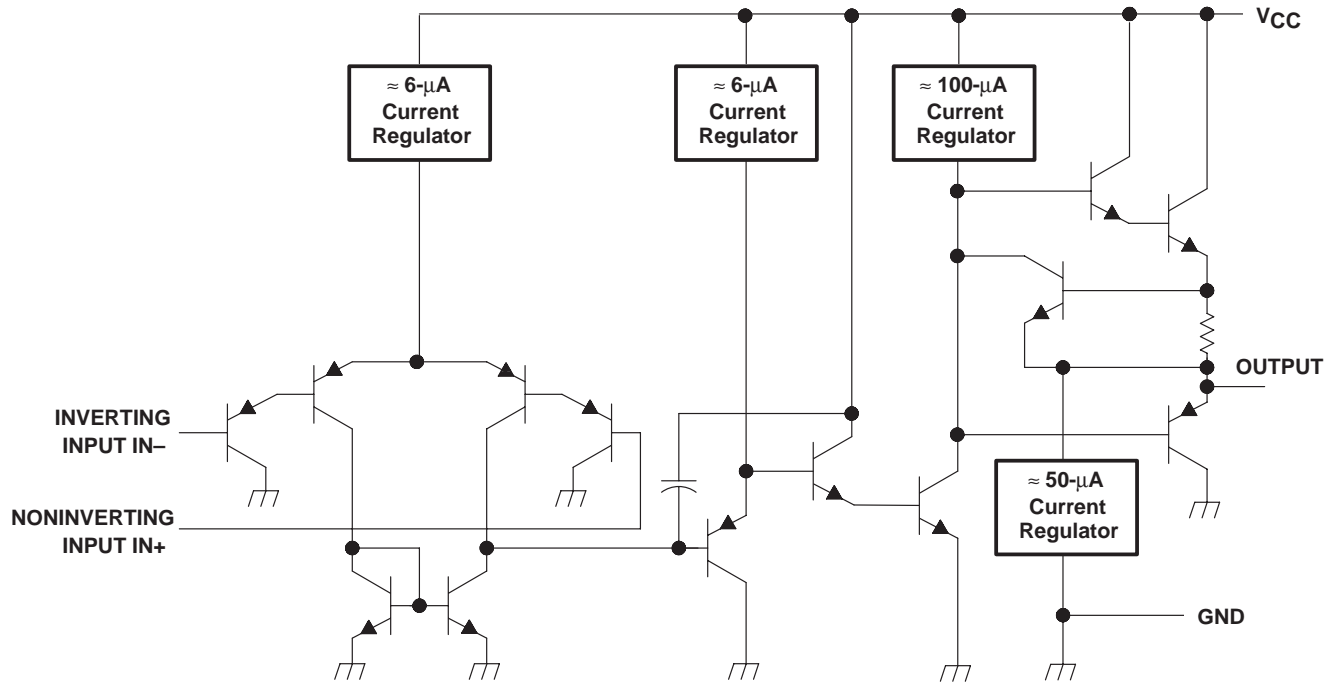 VCC
≈ 6-μA
Current
Regulator
≈ 6-μA
Current
Regulator
≈ 100-μA
Current
Regulator
OUTPUT
INVERTING
INPUT IN–
≈ 50-μA
Current
Regulator
NONINVERTING
INPUT IN+
GND